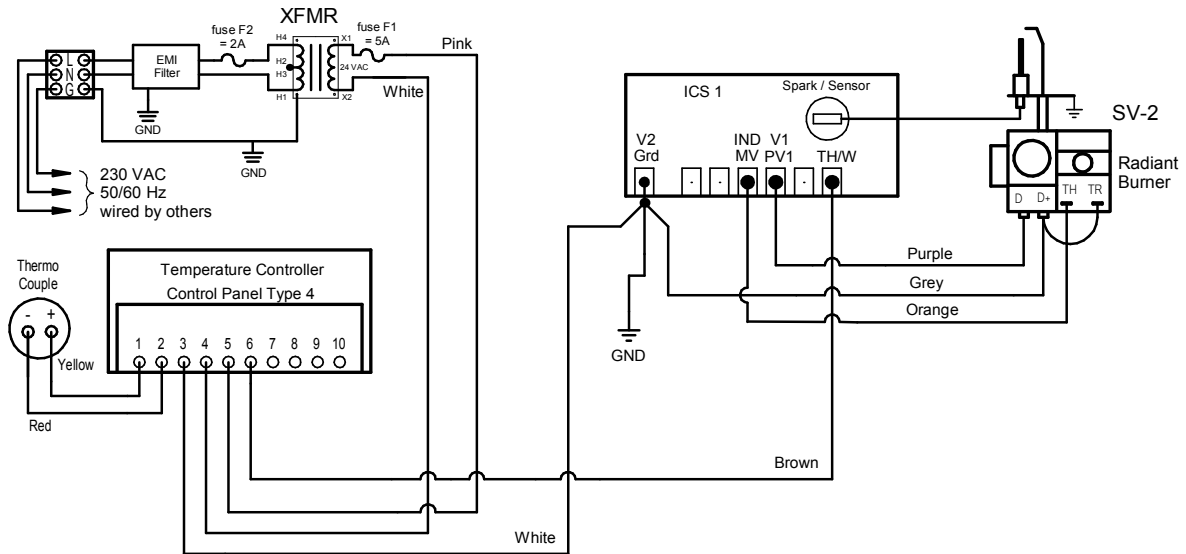 XFMR
fuse F2
= 2A
fuse F1
= 5A
H4
H2
H3
H1
X1
24 VAC
X2
Pink
White
L
N
G
EMI
Filter
GND
GND
230 VAC
50/60 Hz
wired by others
ICS 1
Spark / Sensor
V2
Grd
IND
MV
V1
PV1
TH/W
SV-2
Radiant
Burner
D
D+
TH
TR
Purple
Grey
Orange
GND
Thermo
Couple
- +
Yellow
Red
Temperature Controller
Control Panel Type 4
1 2 3 4 5 6 7 8 9 10
Brown
White